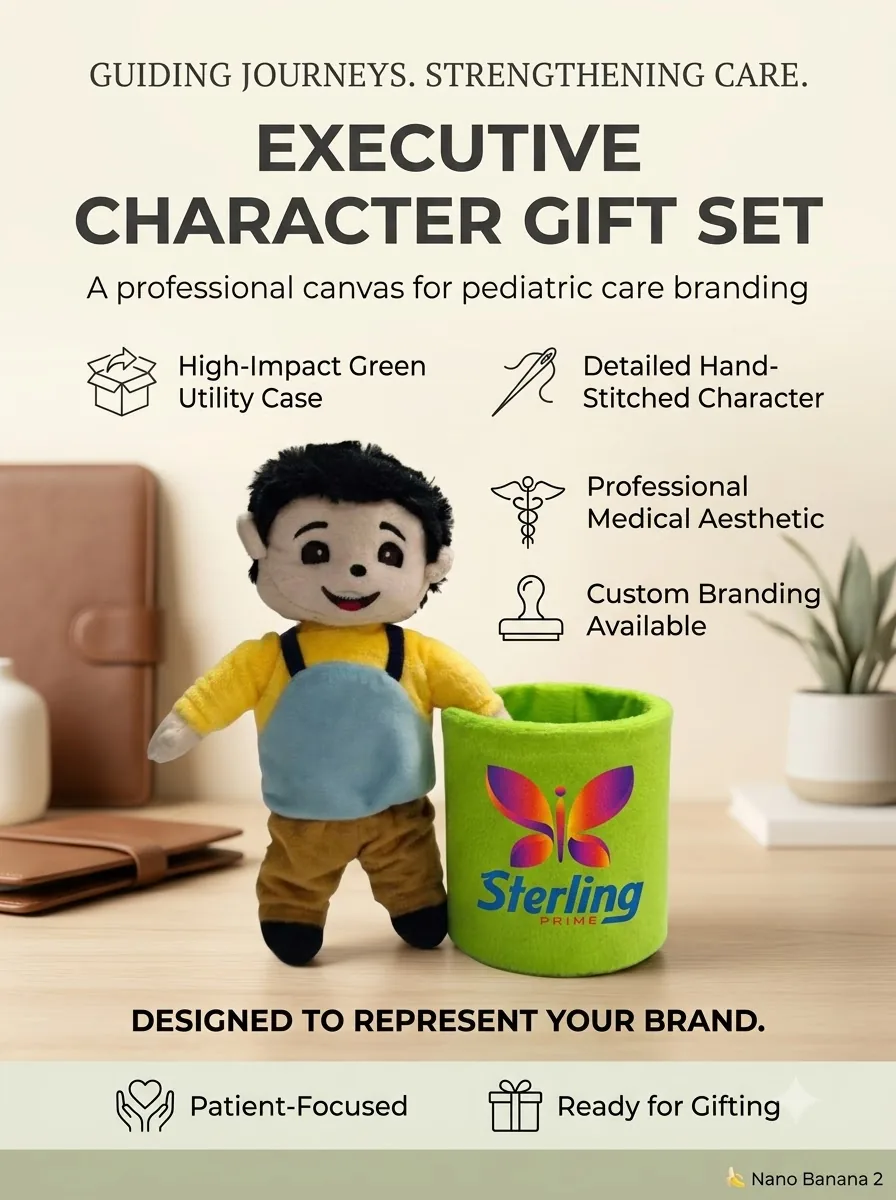 GUIDING JOURNEYS. STRENGTHENING CARE.
EXECUTIVE
CHARACTER GIFT SET
A professional canvas for pediatric care branding
High-Impact Green
Utility Case
Detailed Hand-
Stitched Character
Professional
Medical Aesthetic
Custom Branding
Available
Sterling
PRIME
DESIGNED TO REPRESENT YOUR BRAND.
Patient-Focused
Ready for Gifting
Nano Banana 2